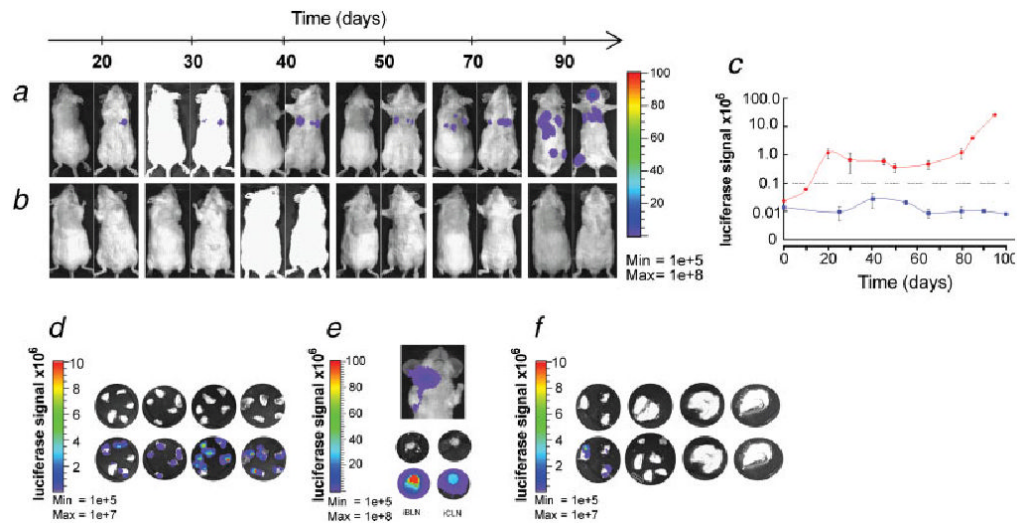 Time (days)
20 30 40 50 70 90
a
100
80
60
40
20
0
b
Min = 1e+5
Max= 1e+8
c
luciferase signal x10⁶
100.0
10.0
1.0
0.1
0.01
0
0 20 40 60 80 100
Time (days)
d
luciferase signal x10⁶
10
8
6
4
2
Min = 1e+5
Max = 1e+7
e
luciferase signal x10⁶
100
80
60
40
20
Min = 1e+5
Max = 1e+8
iBLN iCLN
f
luciferase signal x10⁶
10
8
6
4
2
Min = 1e+5
Max = 1e+7